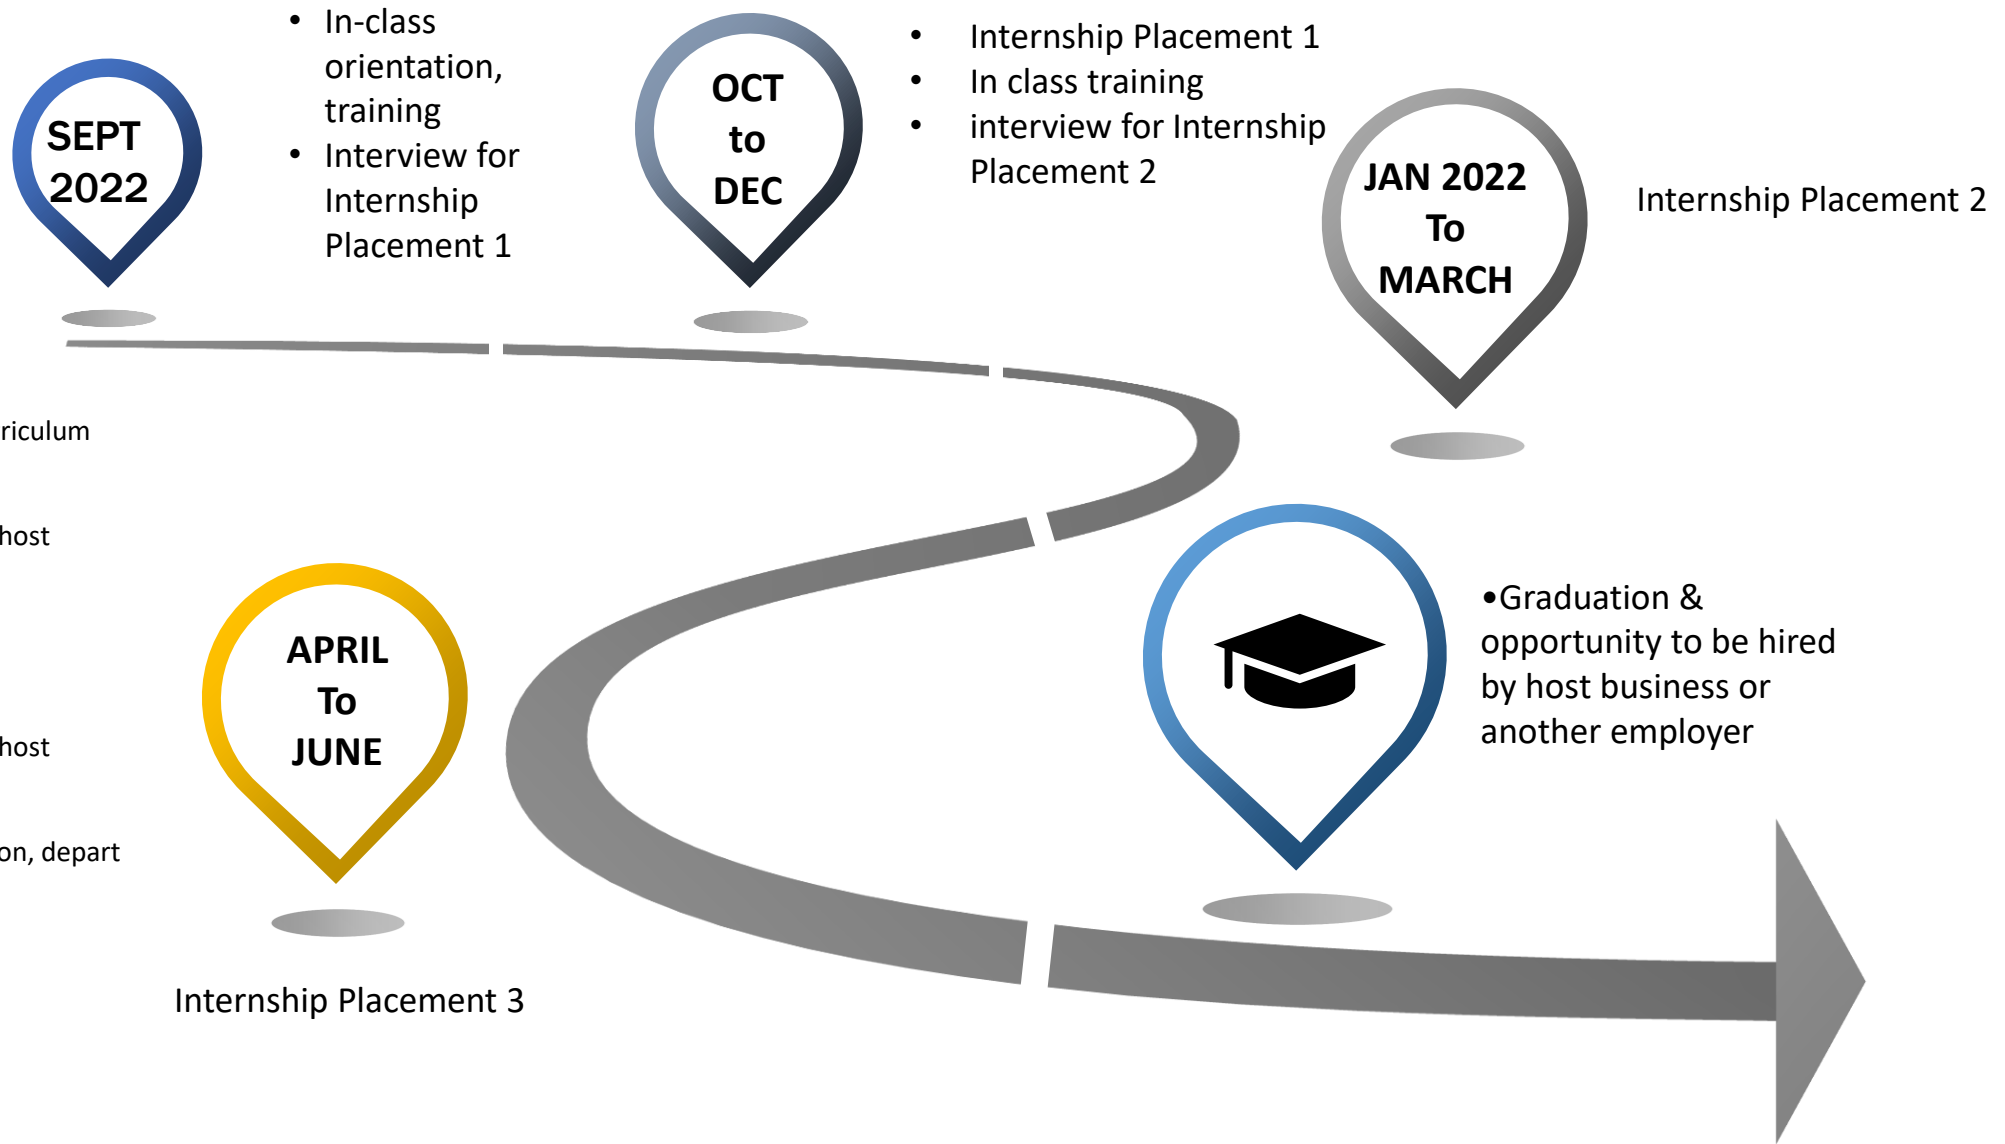 SEPT
2022
• In-class
orientation,
training
• Interview for
Internship
Placement 1
OCT
to
DEC
• Internship Placement 1
• In class training
• interview for Internship
Placement 2
JAN 2022
To
MARCH
Internship Placement 2
riculum
host
host
on, depart
APRIL
To
JUNE
Internship Placement 3
•Graduation &
opportunity to be hired
by host business or
another employer